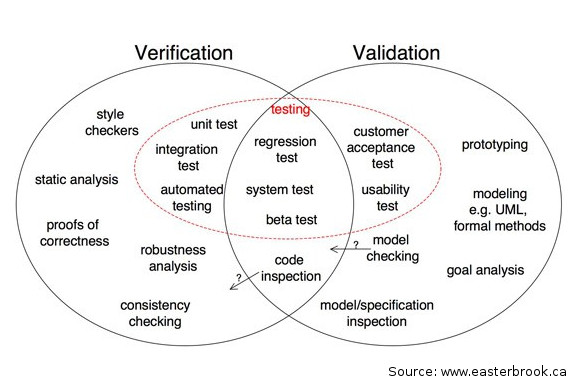 Verification
Validation
testing
style
checkers
unit test
integration
test
automated
testing
static analysis
proofs of
correctness
robustness
analysis
consistency
checking
regression
test
system test
beta test
code
inspection
?
customer
acceptance
test
usability
test
?
model
checking
prototyping
modeling
e.g. UML,
formal methods
goal analysis
model/specification
inspection
Source: www.easterbrook.ca